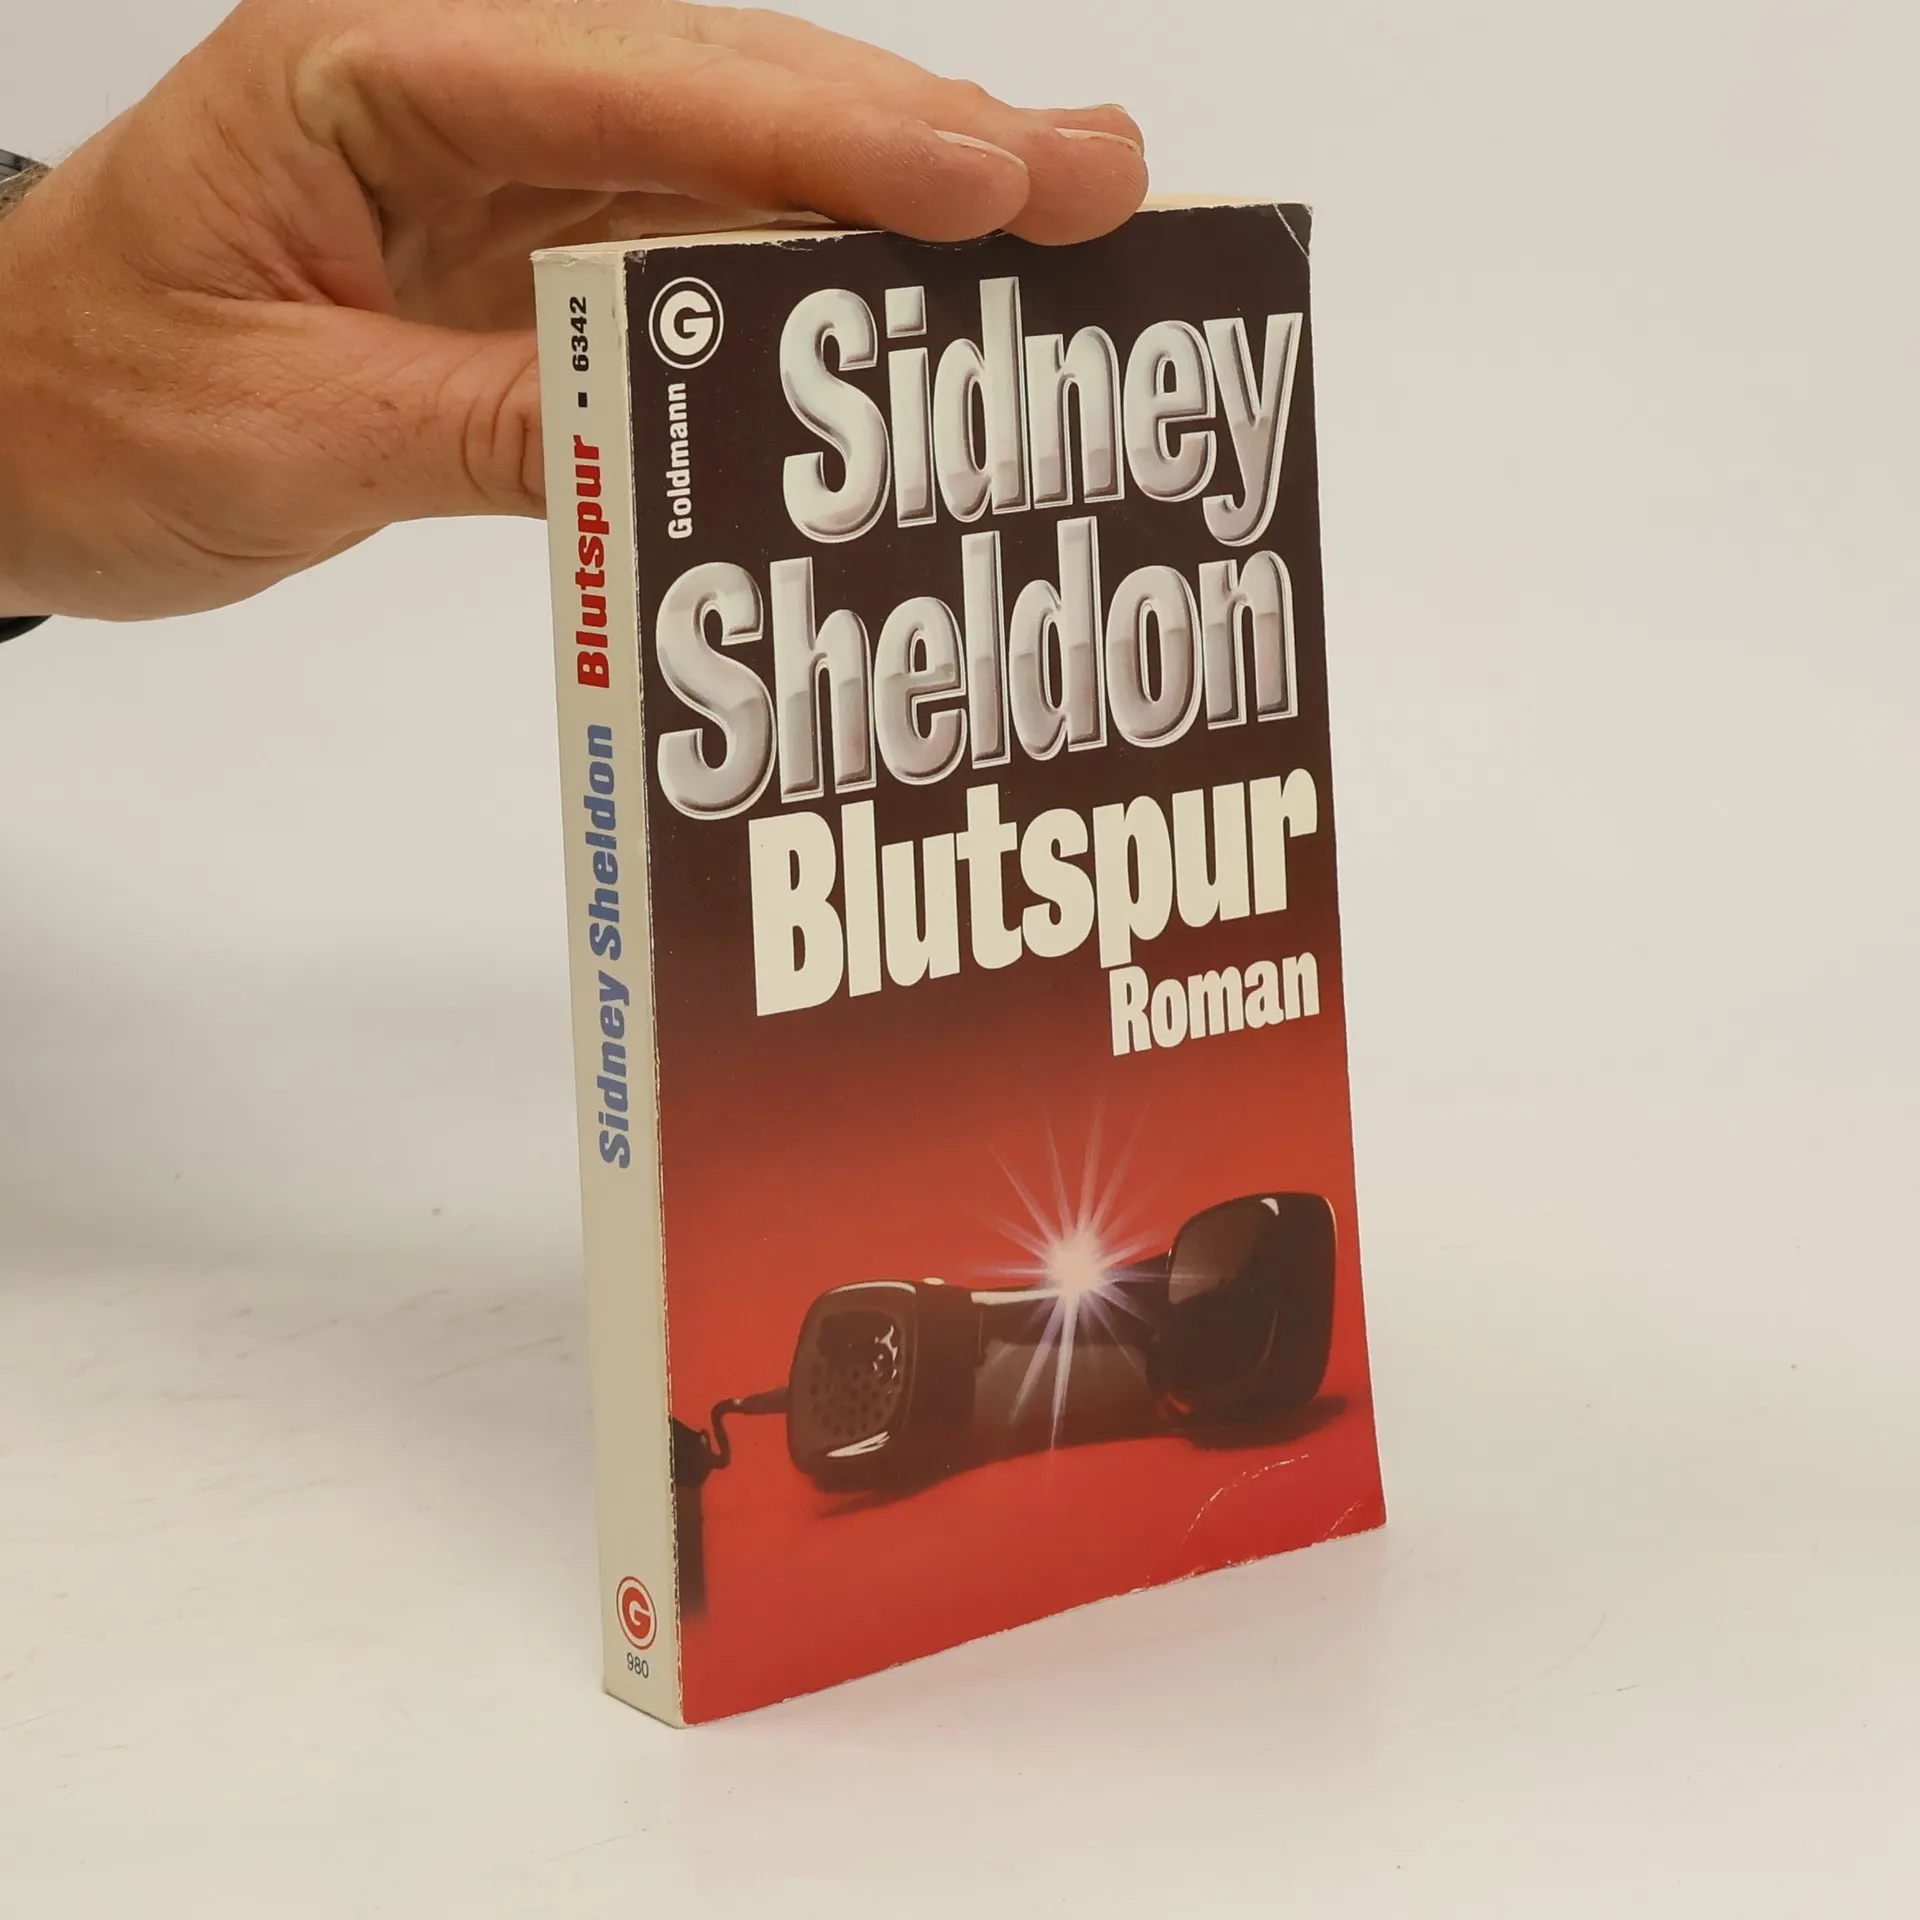 Sidney Sheldon Blutspur ▪ 6342
G
980
G
Goldmann
Sidney
Sheldon
Blutspur
Roman